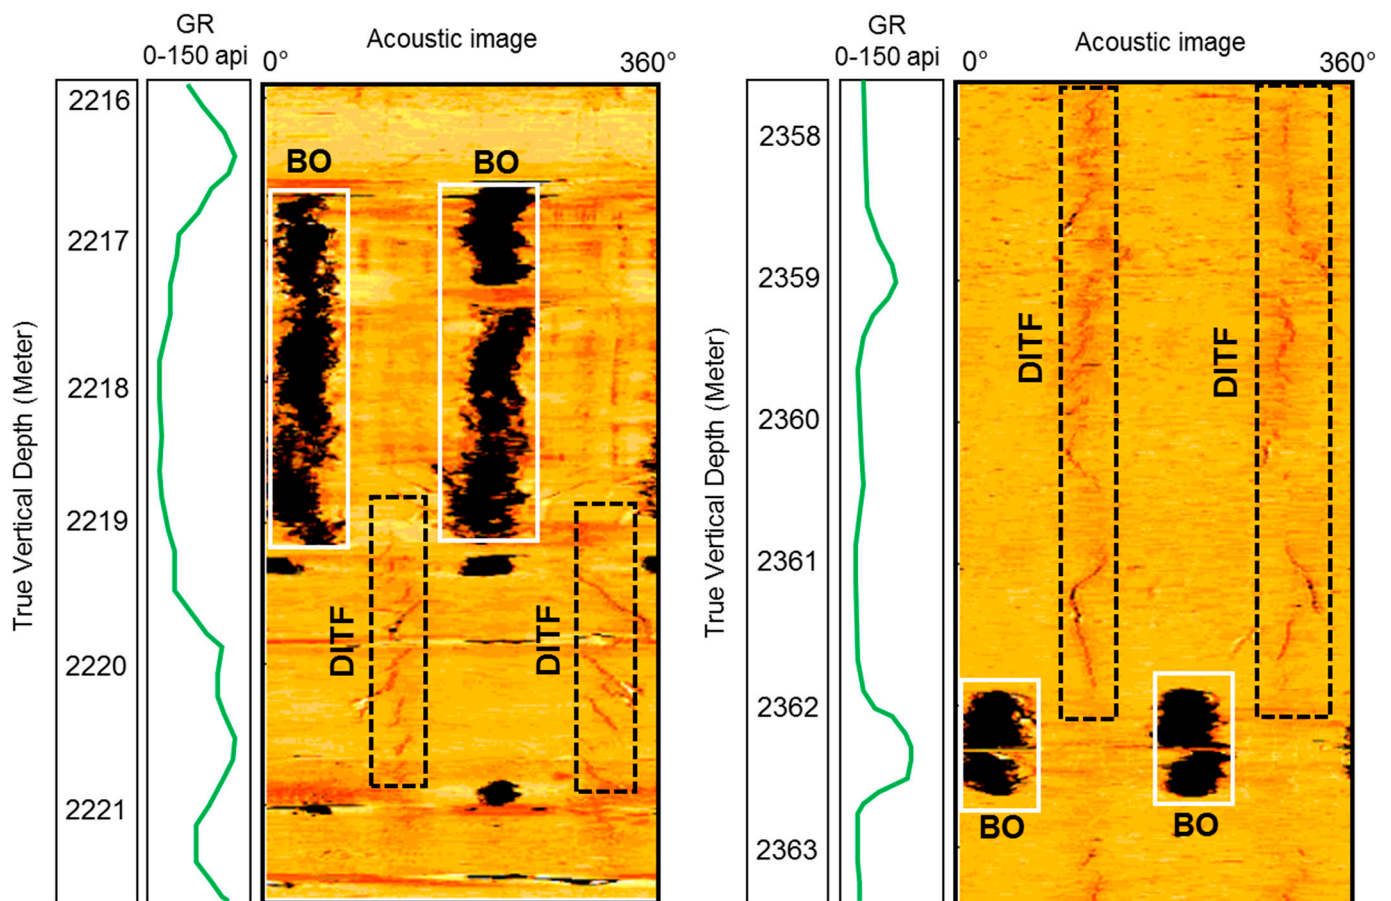 GR
0-150 api
Acoustic image
0°
360°
True Vertical Depth (Meter)
2216
2217
2218
2219
2220
2221
BO
BO
DITF
DITF
GR
0-150 api
Acoustic image
0°
360°
True Vertical Depth (Meter)
2358
2359
2360
2361
2362
2363
DITF
DITF
BO
BO